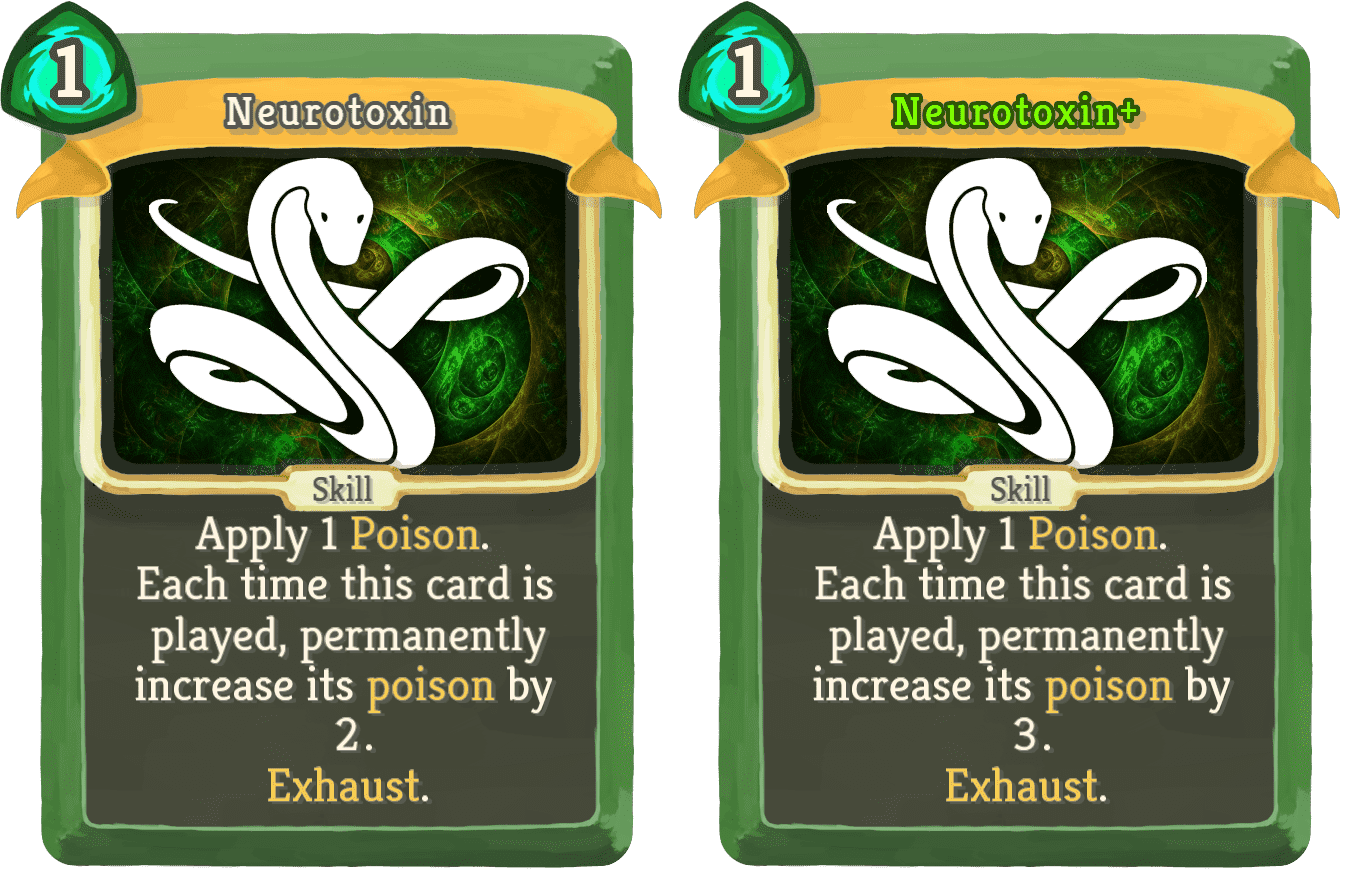 1
Neurotoxin
Skill
Apply 1 Poison.
Each time this card is
played, permanently
increase its poison by
2.
Exhaust.
1
Neurotoxin+
Skill
Apply 1 Poison.
Each time this card is
played, permanently
increase its poison by
3.
Exhaust.